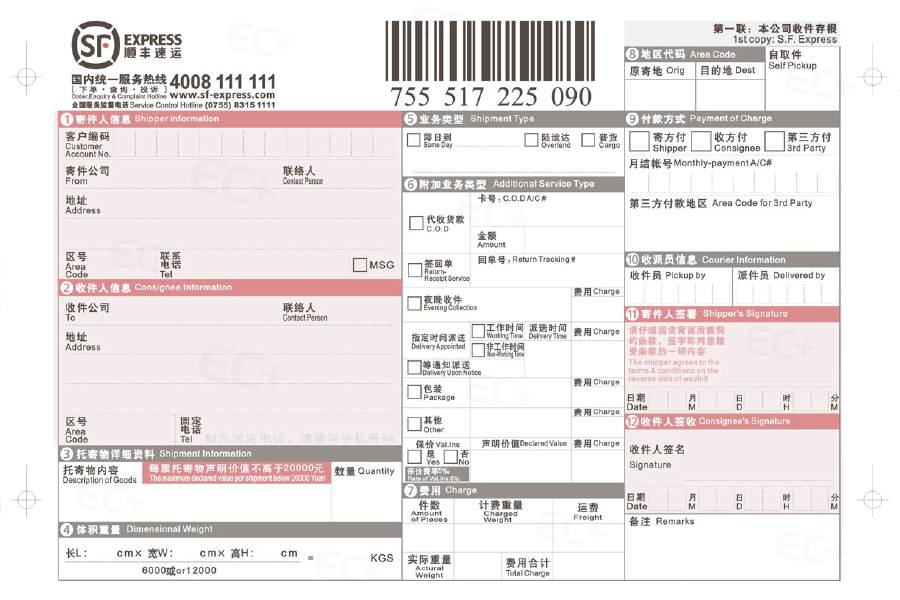 SF EXPRESS
顺丰速运
国内统一服务热线 4008 111 111
[ 下单·查询·投诉 ] www.sf-express.com
Order, Enquiry & Complaint Hotline
全国服务监督电话 Service Control Hotline (0755) 8315 1111
755 517 225 090
第一联：本公司收件存根
1st copy: S.F. Express
⑧ 地区代码 Area Code
自取件
Self Pickup
原寄地 Orig 目的地 Dest
① 寄件人信息 Shipper information
客户编码
Customer
Account No.
寄件公司
From
联络人
Contact Person
地址
Address
区号
Area
Code
联系
电话
Tel
MSG
② 收件人信息 Consignee Information
收件公司
To
联络人
Contact Person
地址
Address
区号
Area
Code
固定
电话
Tel
如无固定电话，请填写手机号码
③ 托寄物详细资料 Shipment Information
托寄物内容
Description of Goods
每票托寄物声明价值不高于20000元
The maximum declared value per shipment below 20000 Yuan
数量 Quantity
④ 体积重量 Dimensional Weight
长L: cm× 宽W: cm× 高H: cm = KGS
6000或or12000
⑤ 业务类型 Shipment Type
即日到
Same Day
陆运达
Overland
普货
Cargo
⑥ 附加业务类型 Additional Service Type
代收货款
C.O.D
卡号：C.O.D A/C #
金额
Amount
签回单
Return-
Receipt Service
回单号：Return Tracking #
费用 Charge
夜晚收件
Evening Collection
指定时间派送
Delivery Appointed
工作时间
Working Time
非工作时间
Non-Working Time
派送时间
Delivery Time
费用 Charge
等通知派送
Delivery Upon Notice
包装
Package
费用 Charge
其他
Other
费用 Charge
保价 Val.Ins
是
Yes
否
No
声明价值 Declared Value
费用 Charge
保价费率5‰
Rate of Val.Ins:5‰
⑦ 费用 Charge
件数
Amount
of Pieces
计费重量
Charged
Weight
运费
Freight
实际重量
Actural
Weight
费用合计
Total Charge
⑨ 付款方式 Payment of Charge
寄方付
Shipper
收方付
Consignee
第三方付
3rd Party
月结帐号Monthly-payment A/C#
第三方付款地区 Area Code for 3rd Party
⑩ 收派员信息 Courier Information
收件员 Pickup by 派件员 Delivered by
⑪ 寄件人签署 Shipper's Signature
请仔细阅读背面所载契
约条款，签字即同意接
受条款的一切内容
The shipper agrees to the
terms & conditions on the
reverse side of waybill
日期 月 日 时 分
Date M D H M
⑫ 收件人签收 Consignee's Signature
收件人签名
Signature
日期 月 日 时 分
Date M D H M
备注 Remarks
EC+
EC+
EC+
EC+
EC+
EC+
EC+
EC+
EC+
EC+
EC+
EC+